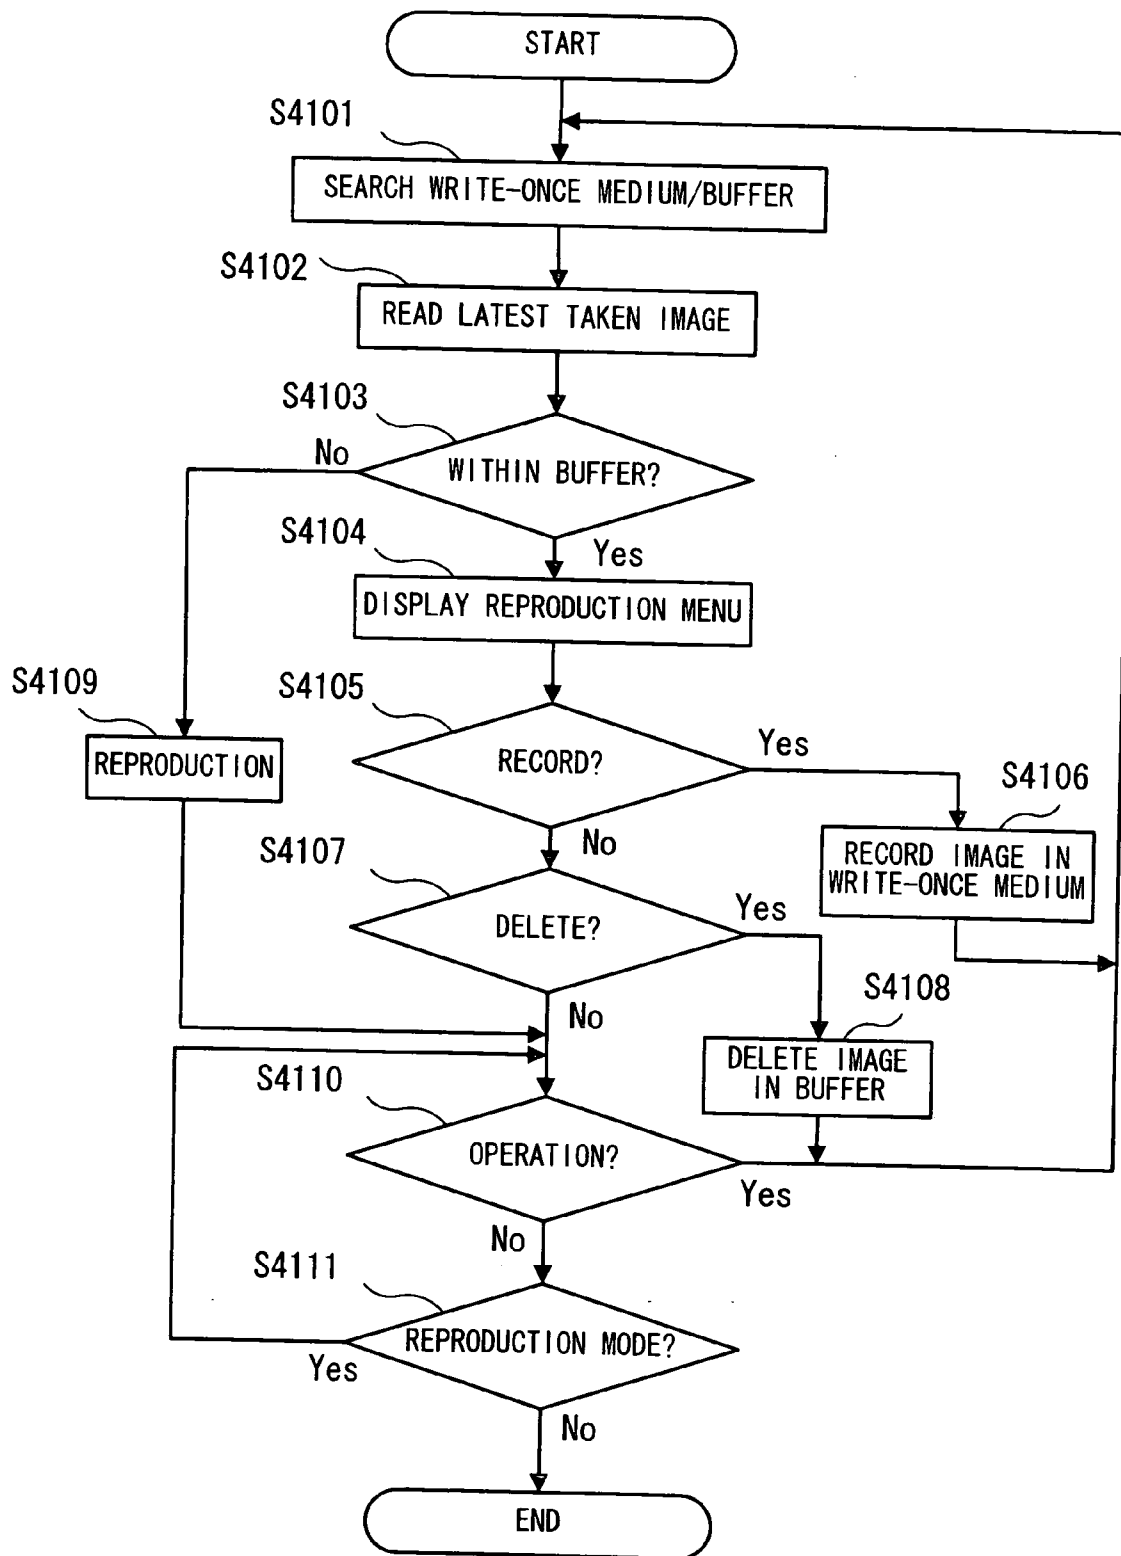 START
S4101
SEARCH WRITE-ONCE MEDIUM/BUFFER
S4102
READ LATEST TAKEN IMAGE
S4103
No
WITHIN BUFFER?
S4104
Yes
DISPLAY REPRODUCTION MENU
S4109
S4105
REPRODUCTION
RECORD?
Yes
S4106
RECORD IMAGE IN
WRITE-ONCE MEDIUM
S4107
No
DELETE?
Yes
S4108
No
DELETE IMAGE
IN BUFFER
S4110
OPERATION?
Yes
No
S4111
REPRODUCTION MODE?
Yes
No
END